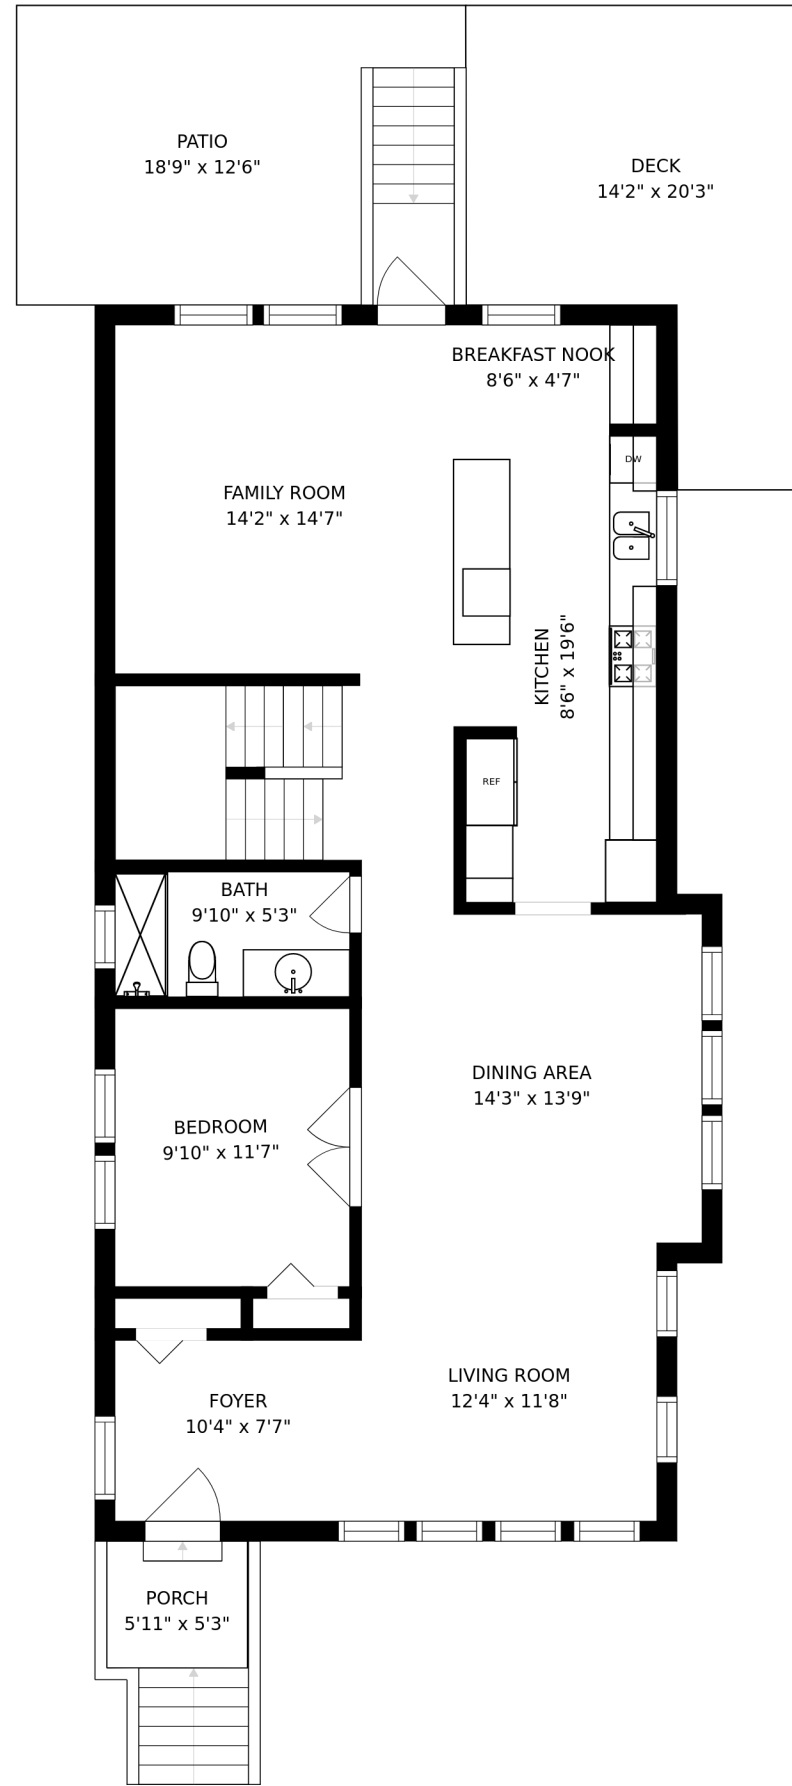 PATIO
18'9" x 12'6"
DECK
14'2" x 20'3"
BREAKFAST NOOK
8'6" x 4'7"
DW
FAMILY ROOM
14'2" x 14'7"
KITCHEN
8'6" x 19'6"
REF
BATH
9'10" x 5'3"
DINING AREA
14'3" x 13'9"
BEDROOM
9'10" x 11'7"
LIVING ROOM
12'4" x 11'8"
FOYER
10'4" x 7'7"
PORCH
5'11" x 5'3"